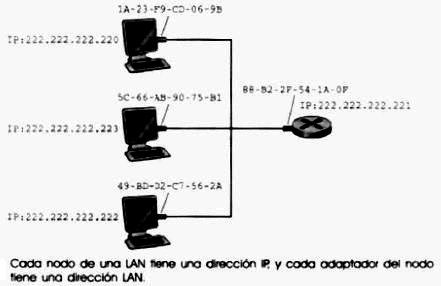 1A-23-F9-CD-06-9B
IP:222.222.222.220
5C-66-AB-90-75-B1
88-B2-2F-54-1A-0F
IP:222.222.222.221
IP:222.222.222.223
49-BD-D2-C7-56-2A
IP:222.222.222.222
Cada nodo de una LAN tiene una dirección IP, y cada adaptador del nodo
tiene una dirección LAN.